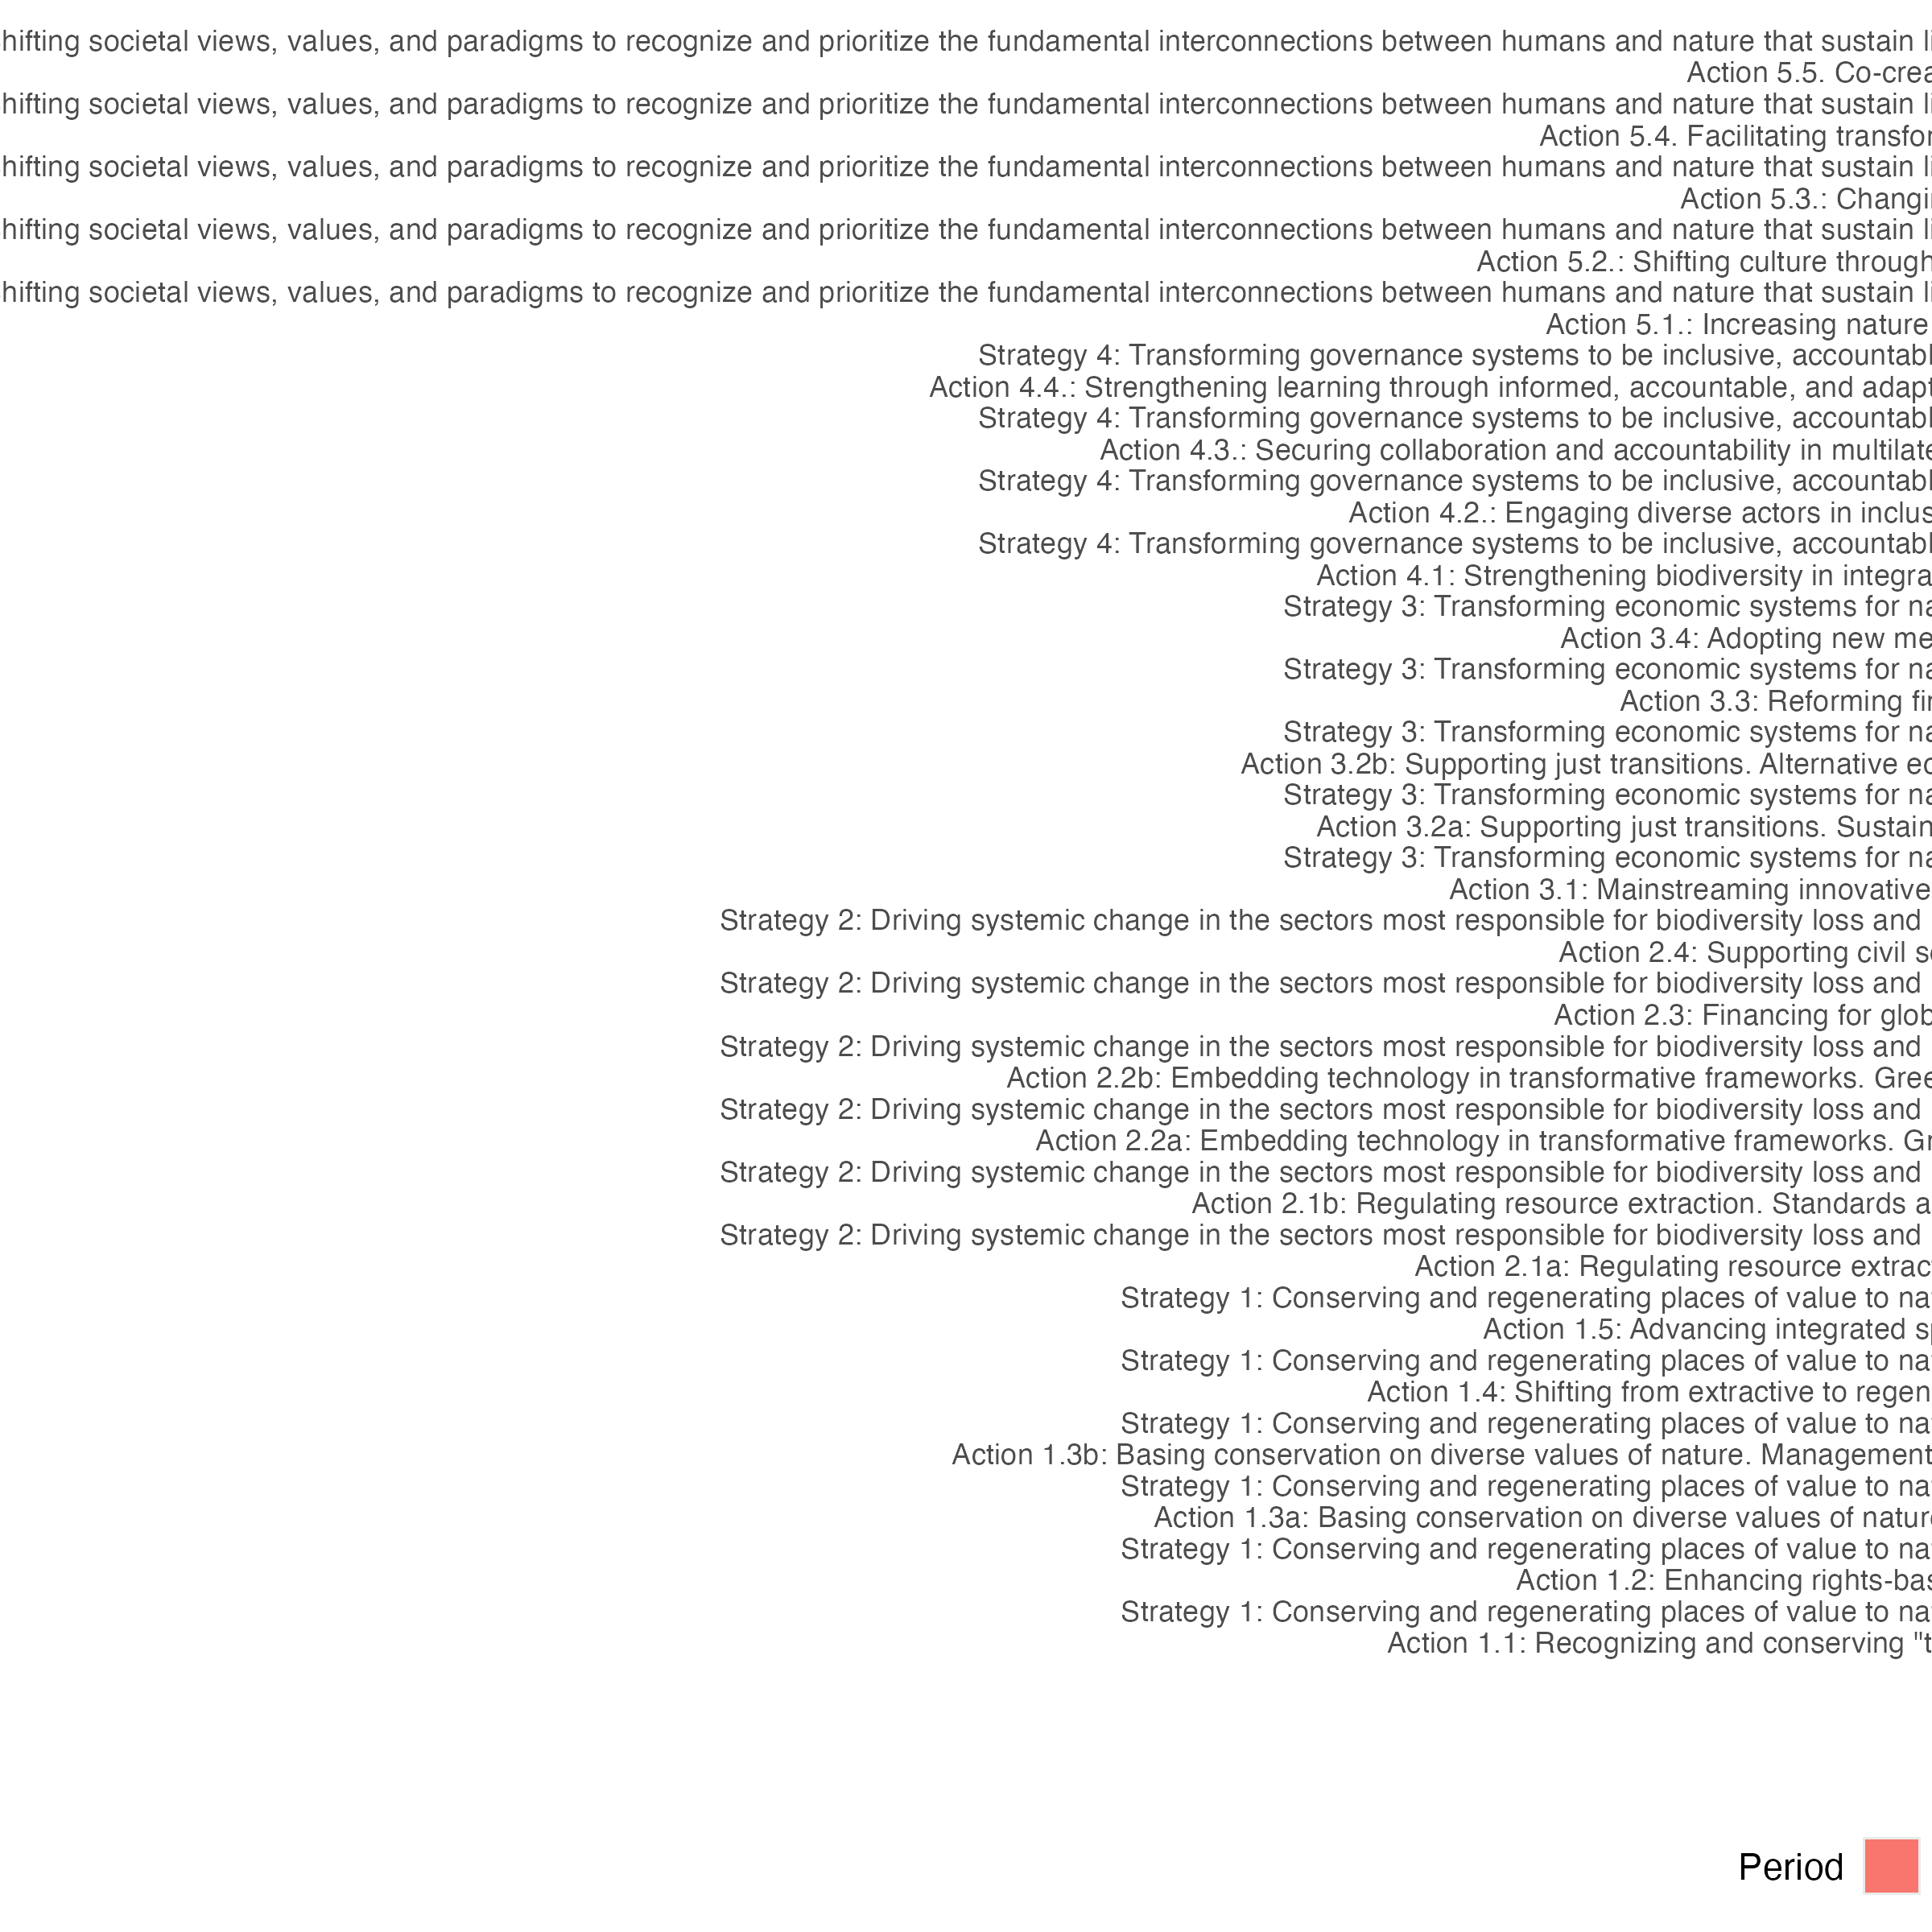 hifting societal views, values, and paradigms to recognize and prioritize the fundamental interconnections between humans and nature that sustain
Action 5.5. Co-crea
hifting societal views, values, and paradigms to recognize and prioritize the fundamental interconnections between humans and nature that sustain
Action 5.4. Facilitating transfor
hifting societal views, values, and paradigms to recognize and prioritize the fundamental interconnections between humans and nature that sustain
Action 5.3.: Changi
hifting societal views, values, and paradigms to recognize and prioritize the fundamental interconnections between humans and nature that sustain
Action 5.2.: Shifting culture through
hifting societal views, values, and paradigms to recognize and prioritize the fundamental interconnections between humans and nature that sustain
Action 5.1.: Increasing nature
Strategy 4: Transforming governance systems to be inclusive, accountabl
Action 4.4.: Strengthening learning through informed, accountable, and adapt
Strategy 4: Transforming governance systems to be inclusive, accountabl
Action 4.3.: Securing collaboration and accountability in multilate
Strategy 4: Transforming governance systems to be inclusive, accountabl
Action 4.2.: Engaging diverse actors in inclus
Strategy 4: Transforming governance systems to be inclusive, accountabl
Action 4.1: Strengthening biodiversity in integra
Strategy 3: Transforming economic systems for na
Action 3.4: Adopting new me
Strategy 3: Transforming economic systems for na
Action 3.3: Reforming fin
Strategy 3: Transforming economic systems for na
Action 3.2b: Supporting just transitions. Alternative ec
Strategy 3: Transforming economic systems for na
Action 3.2a: Supporting just transitions. Sustain
Strategy 3: Transforming economic systems for na
Action 3.1: Mainstreaming innovative
Strategy 2: Driving systemic change in the sectors most responsible for biodiversity loss and
Action 2.4: Supporting civil so
Strategy 2: Driving systemic change in the sectors most responsible for biodiversity loss and
Action 2.3: Financing for glob
Strategy 2: Driving systemic change in the sectors most responsible for biodiversity loss and
Action 2.2b: Embedding technology in transformative frameworks. Gree
Strategy 2: Driving systemic change in the sectors most responsible for biodiversity loss and
Action 2.2a: Embedding technology in transformative frameworks. Gr
Strategy 2: Driving systemic change in the sectors most responsible for biodiversity loss and
Action 2.1b: Regulating resource extraction. Standards a
Strategy 2: Driving systemic change in the sectors most responsible for biodiversity loss and
Action 2.1a: Regulating resource extrac
Strategy 1: Conserving and regenerating places of value to na
Action 1.5: Advancing integrated sp
Strategy 1: Conserving and regenerating places of value to na
Action 1.4: Shifting from extractive to regen
Strategy 1: Conserving and regenerating places of value to na
Action 1.3b: Basing conservation on diverse values of nature. Management
Strategy 1: Conserving and regenerating places of value to na
Action 1.3a: Basing conservation on diverse values of nature
Strategy 1: Conserving and regenerating places of value to na
Action 1.2: Enhancing rights-bas
Strategy 1: Conserving and regenerating places of value to na
Action 1.1: Recognizing and conserving "t
Period